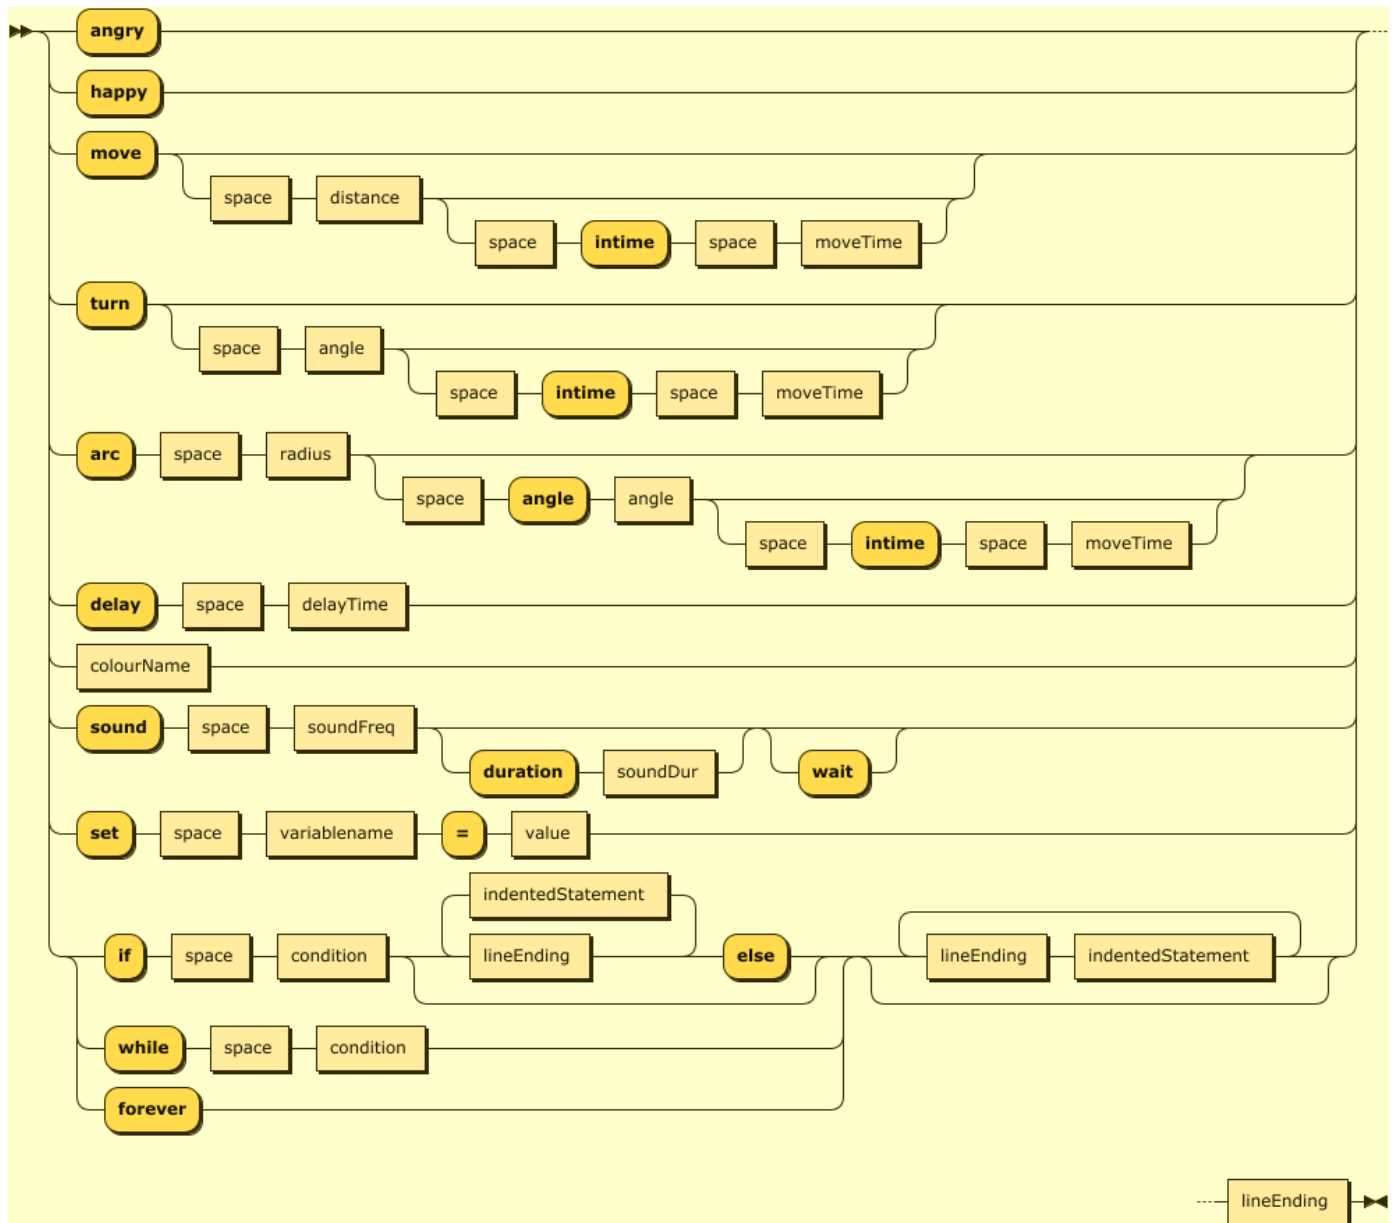 angry
happy
move
space distance
space intime space moveTime
turn
space angle
space intime space moveTime
arc space radius
space angle angle
space intime space moveTime
delay space delayTime
colourName
sound space soundFreq
duration soundDur wait
set space variablename = value
indentedStatement
if space condition lineEnding else lineEnding indentedStatement
while space condition
forever
lineEnding